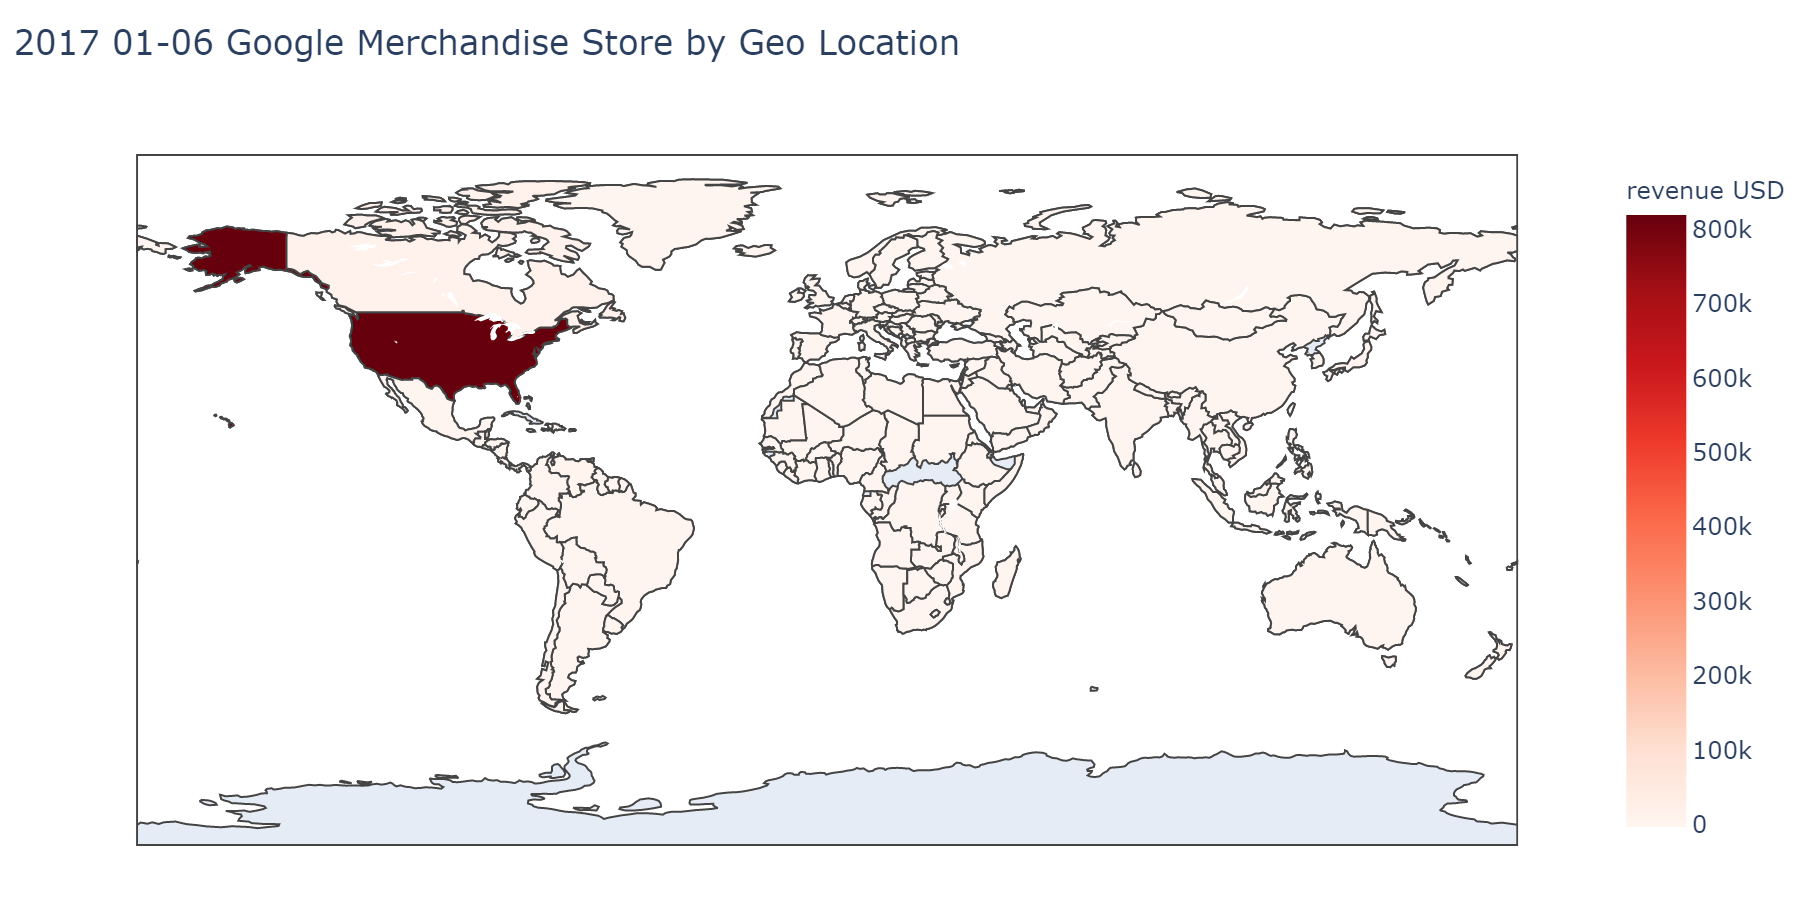 2017 01-06 Google Merchandise Store by Geo Location
revenue USD
800k
700k
600k
500k
400k
300k
200k
100k
0